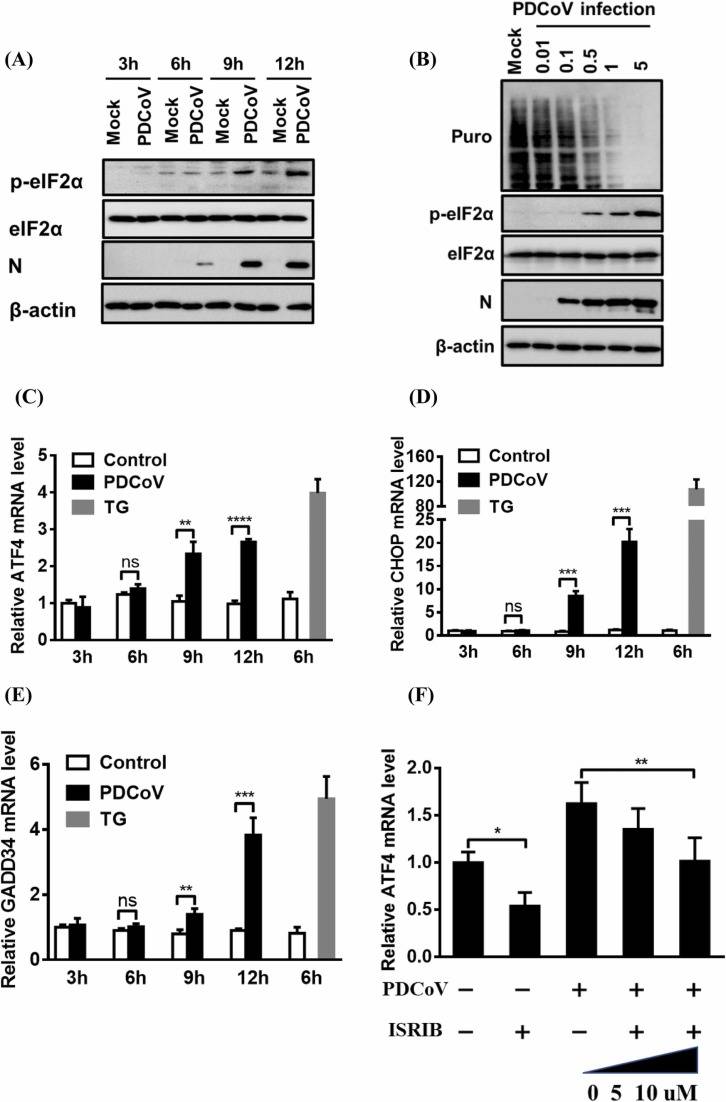 (A)
3h 6h 9h 12h
Mock PDCoV Mock PDCoV Mock PDCoV Mock PDCoV
p-eIF2α
eIF2α
N
β-actin
(B)
PDCoV infection
Mock 0.01 0.1 0.5 1 5
Puro
p-eIF2α
eIF2α
N
β-actin
(C)
Relative ATF4 mRNA level
5
4
3
2
1
0
Control
PDCoV
TG
ns
**
****
3h 6h 9h 12h 6h
(D)
Relative CHOP mRNA level
160
120
80
25
20
15
10
5
0
Control
PDCoV
TG
ns
***
***
3h 6h 9h 12h 6h
(E)
Relative GADD34 mRNA level
6
4
2
0
Control
PDCoV
TG
ns
**
***
3h 6h 9h 12h 6h
(F)
Relative ATF4 mRNA level
2.0
1.5
1.0
0.5
0.0
*
**
PDCoV − − + + +
ISRIB − + − + +
0 5 10 uM